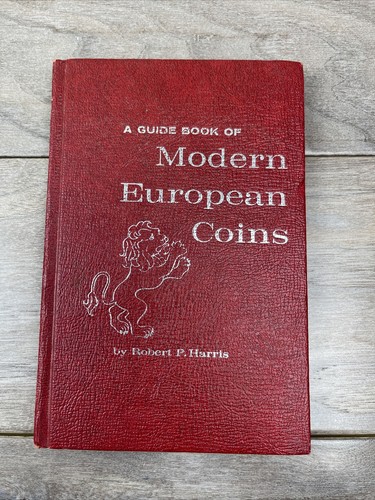 A GUIDE BOOK OF
Modern
European
Coins
by Robert P. Harris